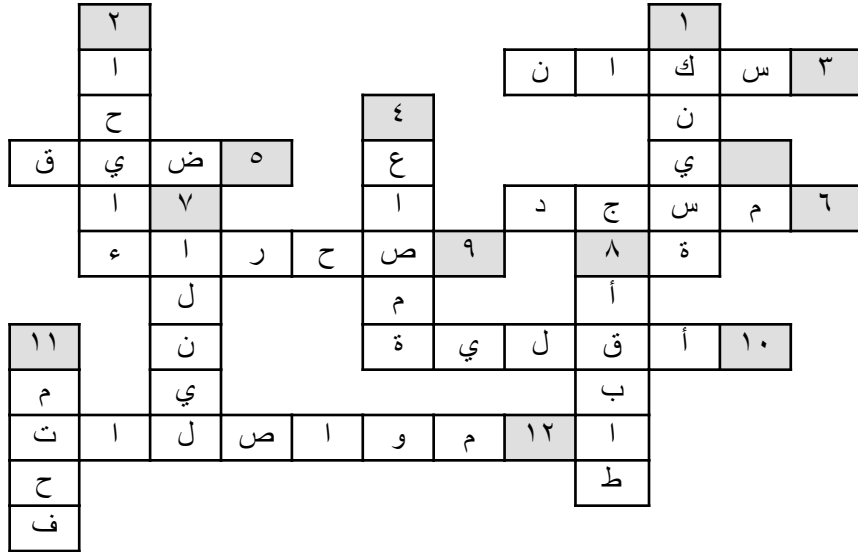 ١ ٢
٣ س ك ا ن ا
ن ٤ ح
ي ع ٥ ض ي ق
٦ م س ج د ا ٧ ا
ة ٨ ٩ ص ح ر ا ء
أ م ل
١٠ أ ق ل ي ة ن ١١
ب ي م
ا ١٢ م و ا ص ل ا ت
ط ح
ف